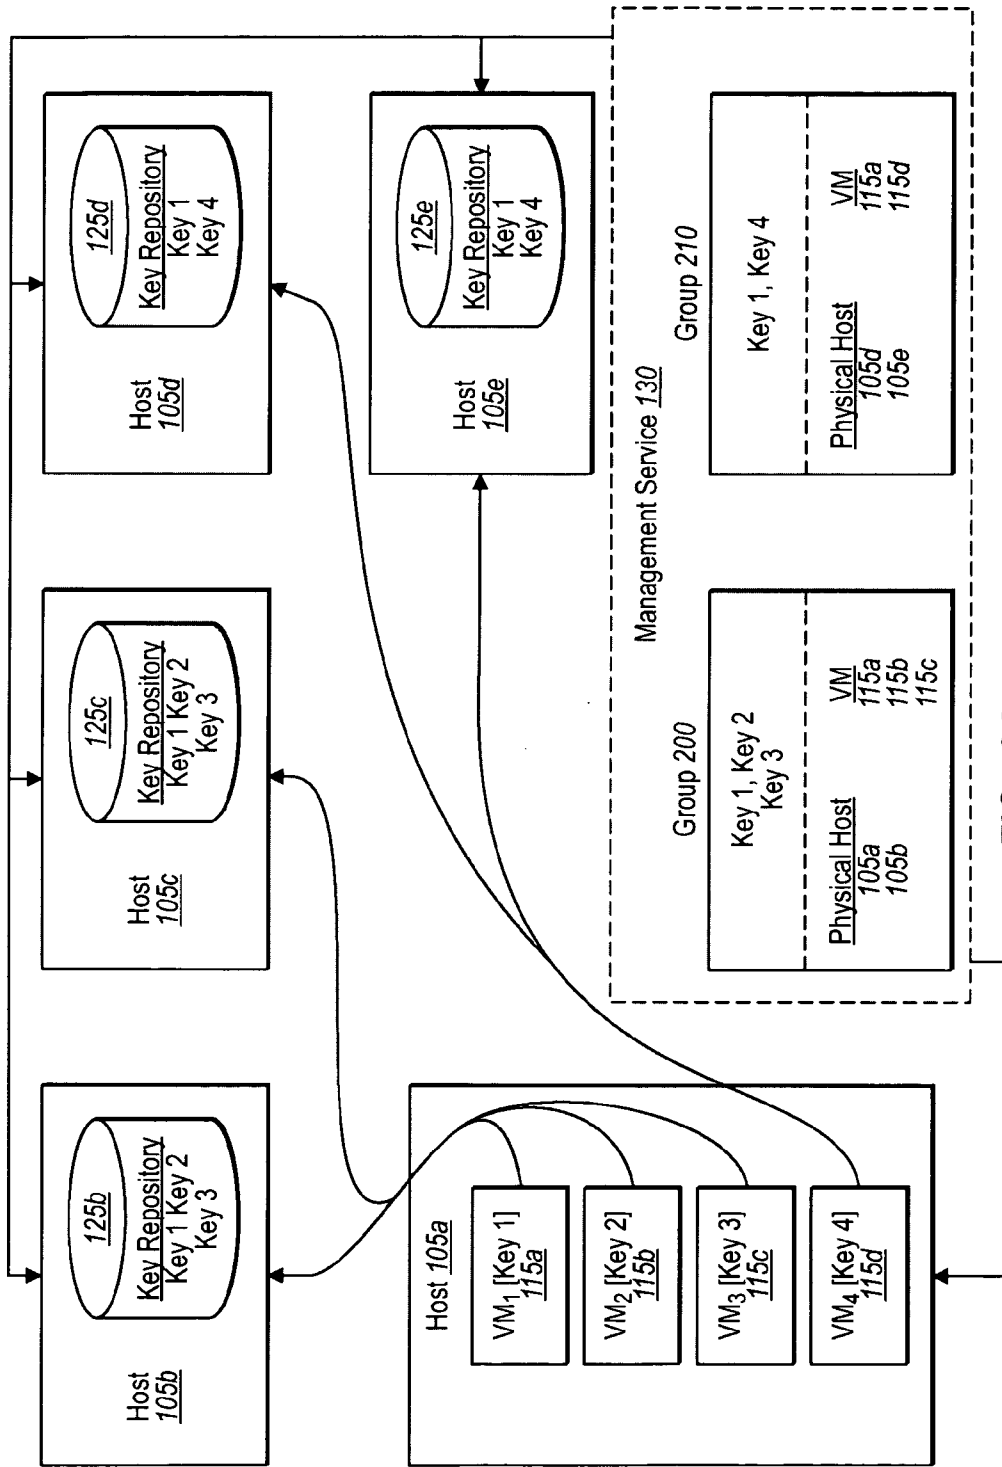 Host
105b
125b
Key Repository
Key 1 Key 2
Key 3
Host
105c
125c
Key Repository
Key 1 Key 2
Key 3
Host
105d
125d
Key Repository
Key 1
Key 4
Host 105a
VM1 [Key 1]
115a
VM2 [Key 2]
115b
VM3 [Key 3]
115c
VM4 [Key 4]
115d
Host
105e
125e
Key Repository
Key 1
Key 4
Management Service 130
Group 200
Key 1, Key 2
Key 3
Physical Host
105a
105b
VM
115a
115b
115c
Group 210
Key 1, Key 4
Physical Host
105d
105e
VM
115a
115d